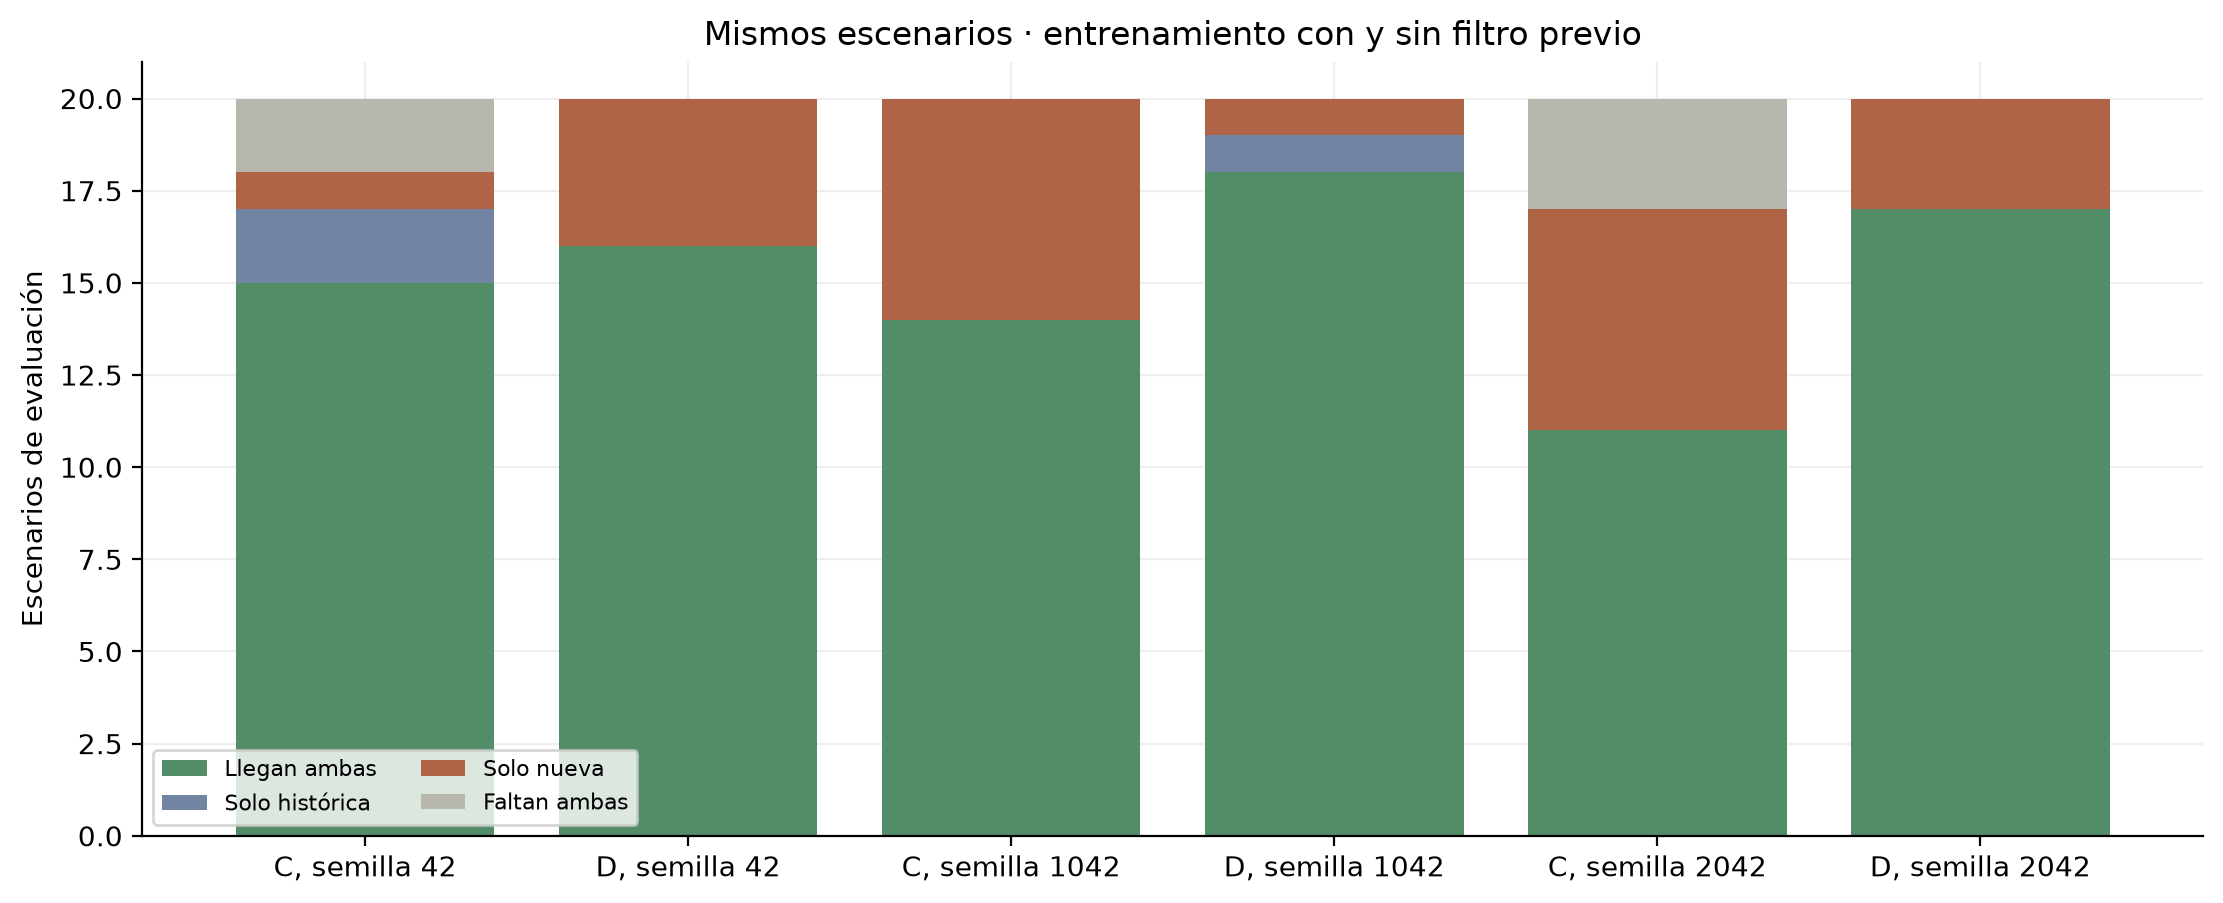 Mismos escenarios · entrenamiento con y sin filtro previo
Escenarios de evaluación
20.0
17.5
15.0
12.5
10.0
7.5
5.0
2.5
0.0
Llegan ambas
Solo histórica
Solo nueva
Faltan ambas
C, semilla 42
D, semilla 42
C, semilla 1042
D, semilla 1042
C, semilla 2042
D, semilla 2042